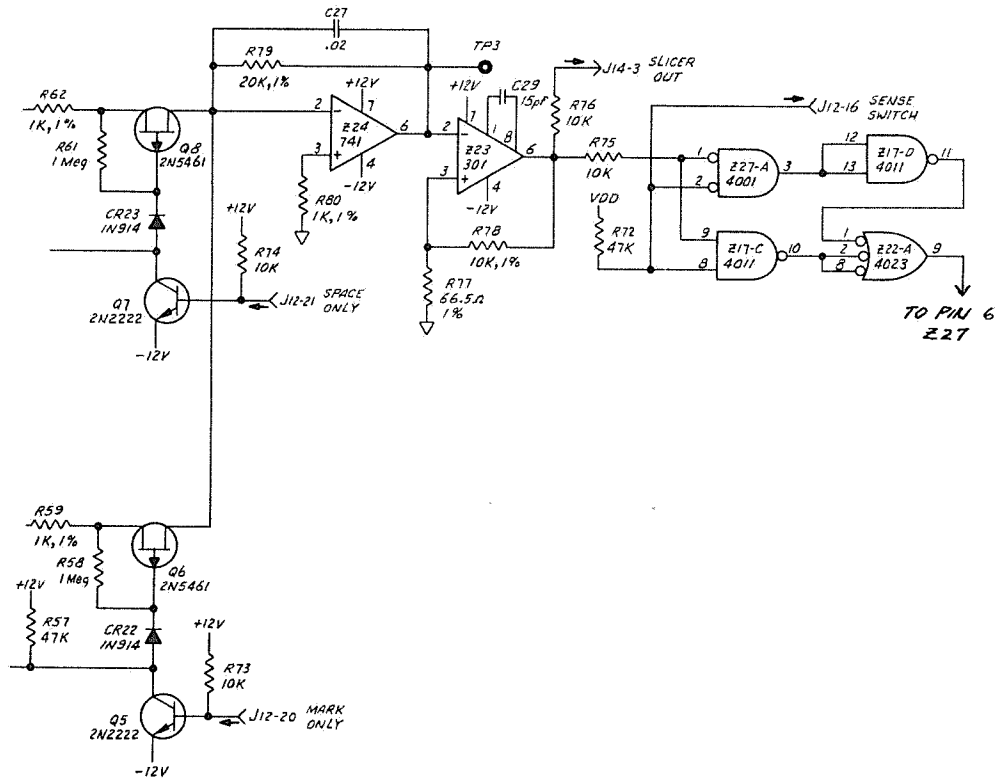 C27
.02
R79
20K, 1%
TP3
J14-3 SLICER
OUT
+12V
C29
15pf
R76
10K
J12-16 SENSE
SWITCH
R62
1K, 1%
R61
1 Meg
Q8
2N5461
+12V
2
7
Z24
741
6
3
4
-12V
R80
1K, 1%
2
7
1
8
Z23
301
6
3
4
-12V
R75
10K
1
2
Z27-A
4001
3
12
13
Z17-D
4011
11
CR23
1N914
+12V
R74
10K
VDD
R72
47K
R78
10K, 1%
R77
66.5Ω
1%
9
8
Z17-C
4011
10
1
2
8
Z22-A
4023
9
Q7
2N2222
J12-21 SPACE
ONLY
-12V
TO PIN 6
Z27
R59
1K, 1%
R58
1 Meg
Q6
2N5461
+12V
R57
47K
CR22
1N914
+12V
R73
10K
Q5
2N2222
J12-20 MARK
ONLY
-12V